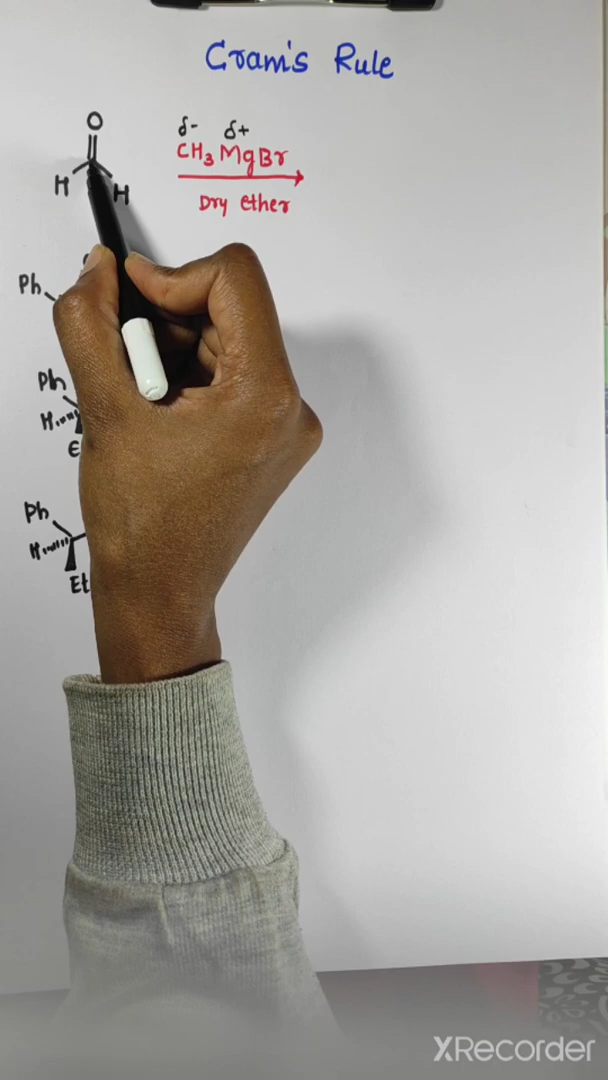 Cram's Rule
O
H H
δ- δ+
CH3MgBr
Dry ether
Ph
Ph
H
E
Ph
H
Et
XRecorder